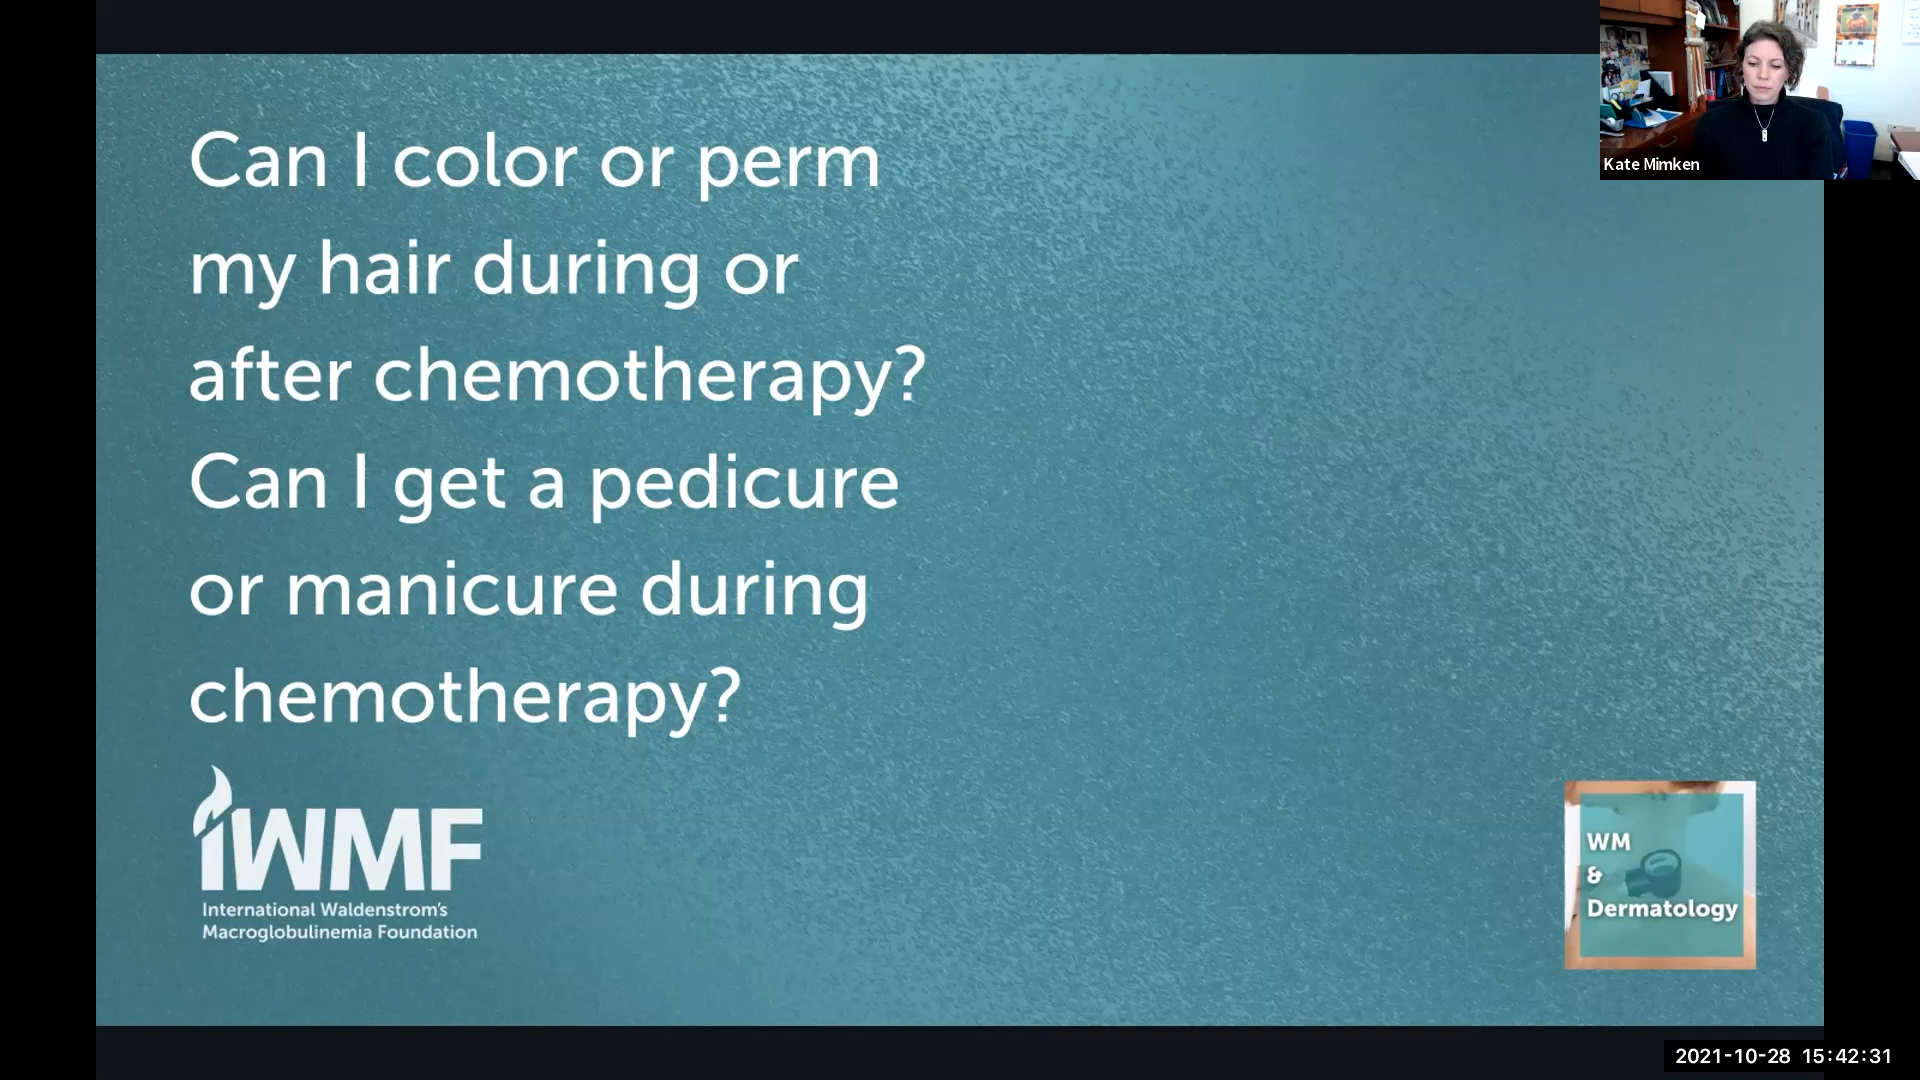 Can I color or perm
my hair during or
after chemotherapy?
Can I get a pedicure
or manicure during
chemotherapy?
Kate Mimken
IWMF
International Waldenstrom's
Macroglobulinemia Foundation
WM
&
Dermatology
2021-10-28 15:42:31